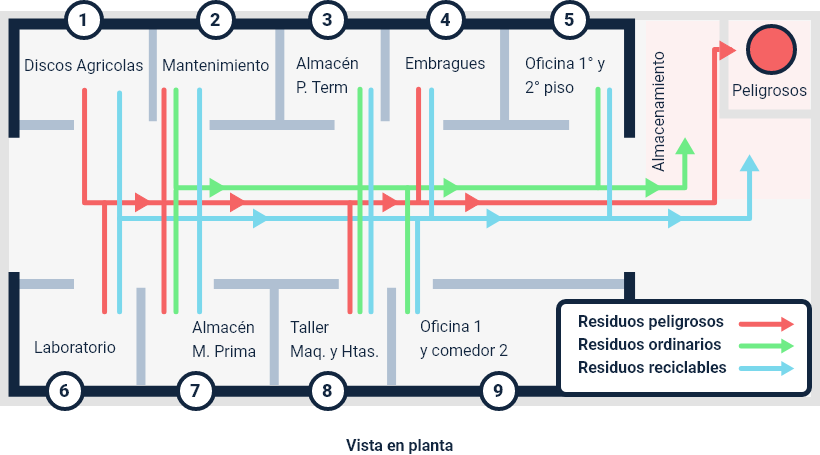 1
2
3
4
5
Discos Agricolas
Mantenimiento
Almacén
P. Term
Embragues
Oficina 1° y
2° piso
Almacenamiento
Peligrosos
Laboratorio
Almacén
M. Prima
Taller
Maq. y Htas.
Oficina 1
y comedor 2
Residuos peligrosos
Residuos ordinarios
Residuos reciclables
6
7
8
9
Vista en planta